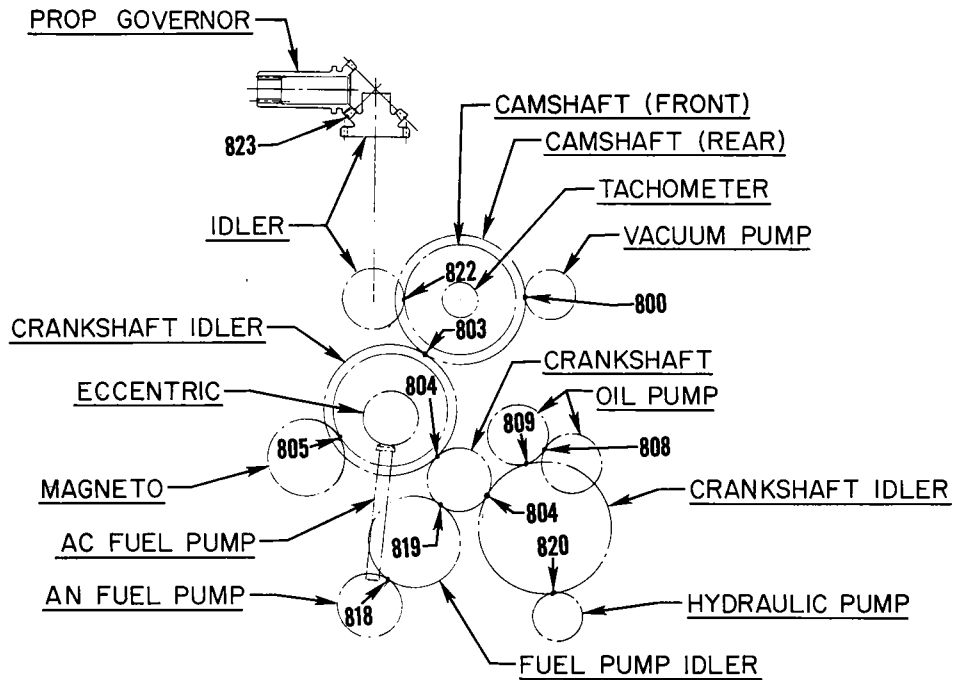 PROP GOVERNOR
823
CAMSHAFT (FRONT)
CAMSHAFT (REAR)
TACHOMETER
IDLER
VACUUM PUMP
822
800
CRANKSHAFT IDLER
803
CRANKSHAFT
ECCENTRIC
804
OIL PUMP
809
805
808
MAGNETO
CRANKSHAFT IDLER
804
AC FUEL PUMP
819
820
AN FUEL PUMP
818
HYDRAULIC PUMP
FUEL PUMP IDLER